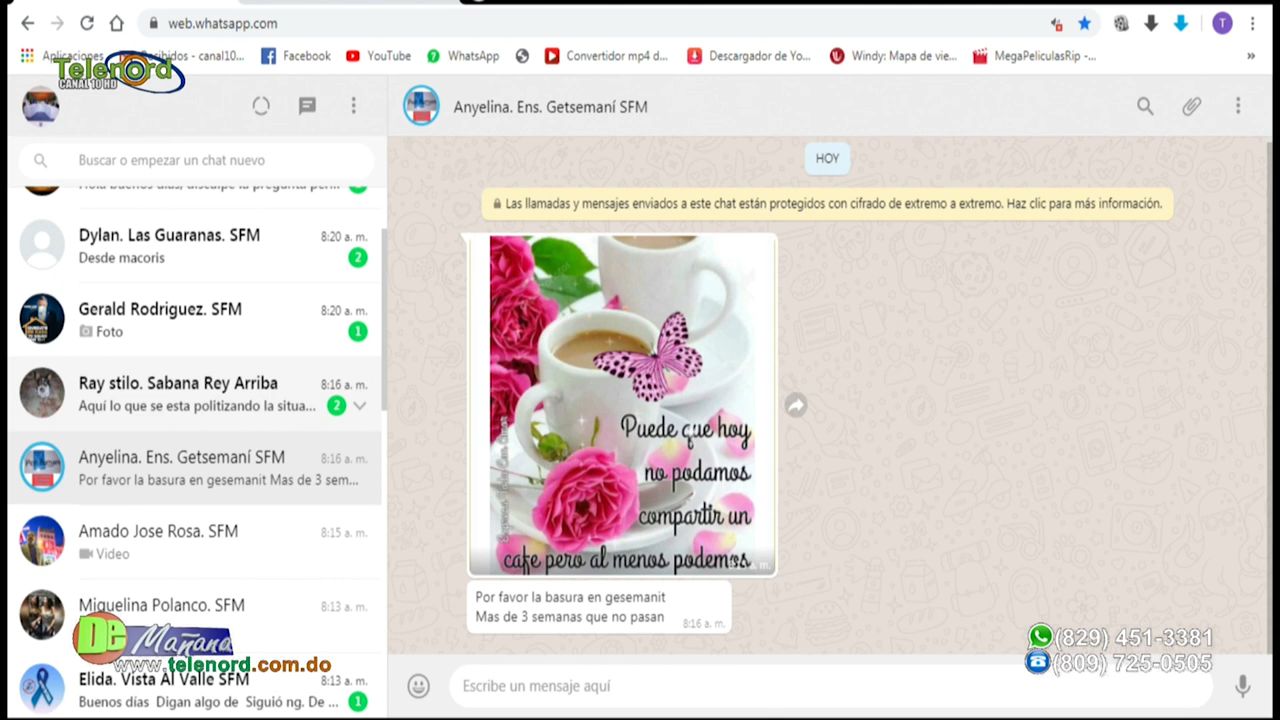 web.whatsapp.com
T
Facebook
YouTube
WhatsApp
Convertidor mp4 d...
Descargador de Yo...
Windy: Mapa de vie...
MegaPeliculasRip -...
Telenord
CANAL 10 HD
Anyelina. Ens. Getsemaní SFM
Buscar o empezar un chat nuevo
HOY
Las llamadas y mensajes enviados a este chat están protegidos con cifrado de extremo a extremo. Haz clic para más información.
Hola buenos días, disculpe la pregunta per...
Dylan. Las Guaranas. SFM
8:20 a. m.
Desde macoris
2
Gerald Rodriguez. SFM
8:20 a. m.
Foto
1
Ray stilo. Sabana Rey Arriba
8:16 a. m.
Aquí lo que se esta politizando la situa...
2
Anyelina. Ens. Getsemaní SFM
8:16 a. m.
Por favor la basura en gesemanit Mas de 3 sem...
Amado Jose Rosa. SFM
8:15 a. m.
Video
Miguelina Polanco. SFM
8:13 a. m.
De Mañana
www.telenord.com.do
Elida. Vista Al Valle SFM
8:13 a. m.
Buenos días Digan algo de Siguió ng. De ...
1
Puede que hoy
no podamos
compartir un
cafe pero al menos podemos
Por favor la basura en gesemanit
Mas de 3 semanas que no pasan
8:16 a. m.
(829) 451-3381
(809) 725-0505
Escribe un mensaje aquí